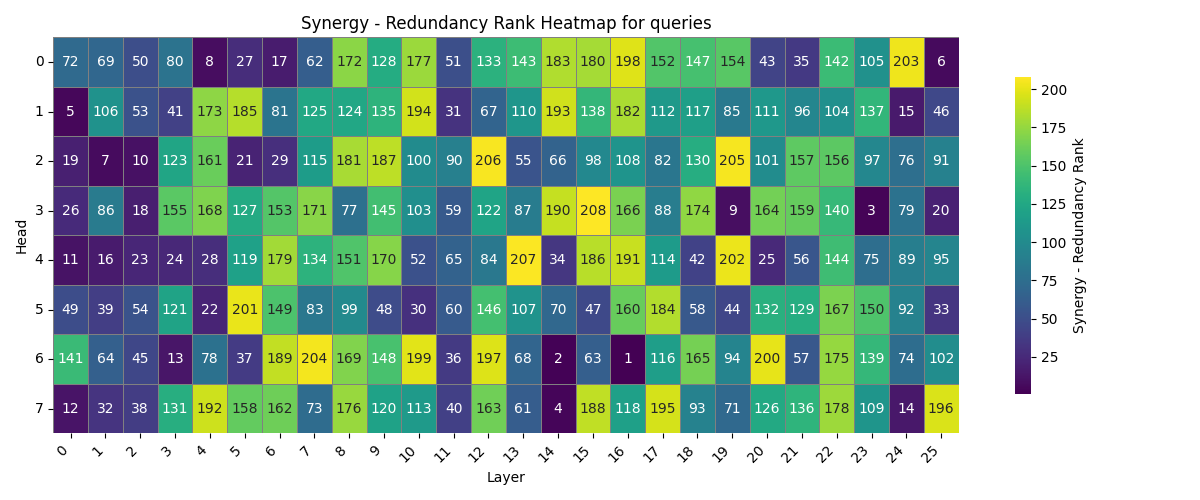 Synergy - Redundancy Rank Heatmap for queries
0 72 69 50 80 8 27 17 62 172 128 177 51 133 143 183 180 198 152 147 154 43 35 142 105 203 6
1 5 106 53 41 173 185 81 125 124 135 194 31 67 110 193 138 182 112 117 85 111 96 104 137 15 46
2 19 7 10 123 161 21 29 115 181 187 100 90 206 55 66 98 108 82 130 205 101 157 156 97 76 91
3 26 86 18 155 168 127 153 171 77 145 103 59 122 87 190 208 166 88 174 9 164 159 140 3 79 20
4 11 16 23 24 28 119 179 134 151 170 52 65 84 207 34 186 191 114 42 202 25 56 144 75 89 95
5 49 39 54 121 22 201 149 83 99 48 30 60 146 107 70 47 160 184 58 44 132 129 167 150 92 33
6 141 64 45 13 78 37 189 204 169 148 199 36 197 68 2 63 1 116 165 94 200 57 175 139 74 102
7 12 32 38 131 192 158 162 73 176 120 113 40 163 61 4 188 118 195 93 71 126 136 178 109 14 196
0 1 2 3 4 5 6 7 8 9 10 11 12 13 14 15 16 17 18 19 20 21 22 23 24 25
Layer
Head
200
175
150
125
100
75
50
25
Synergy - Redundancy Rank